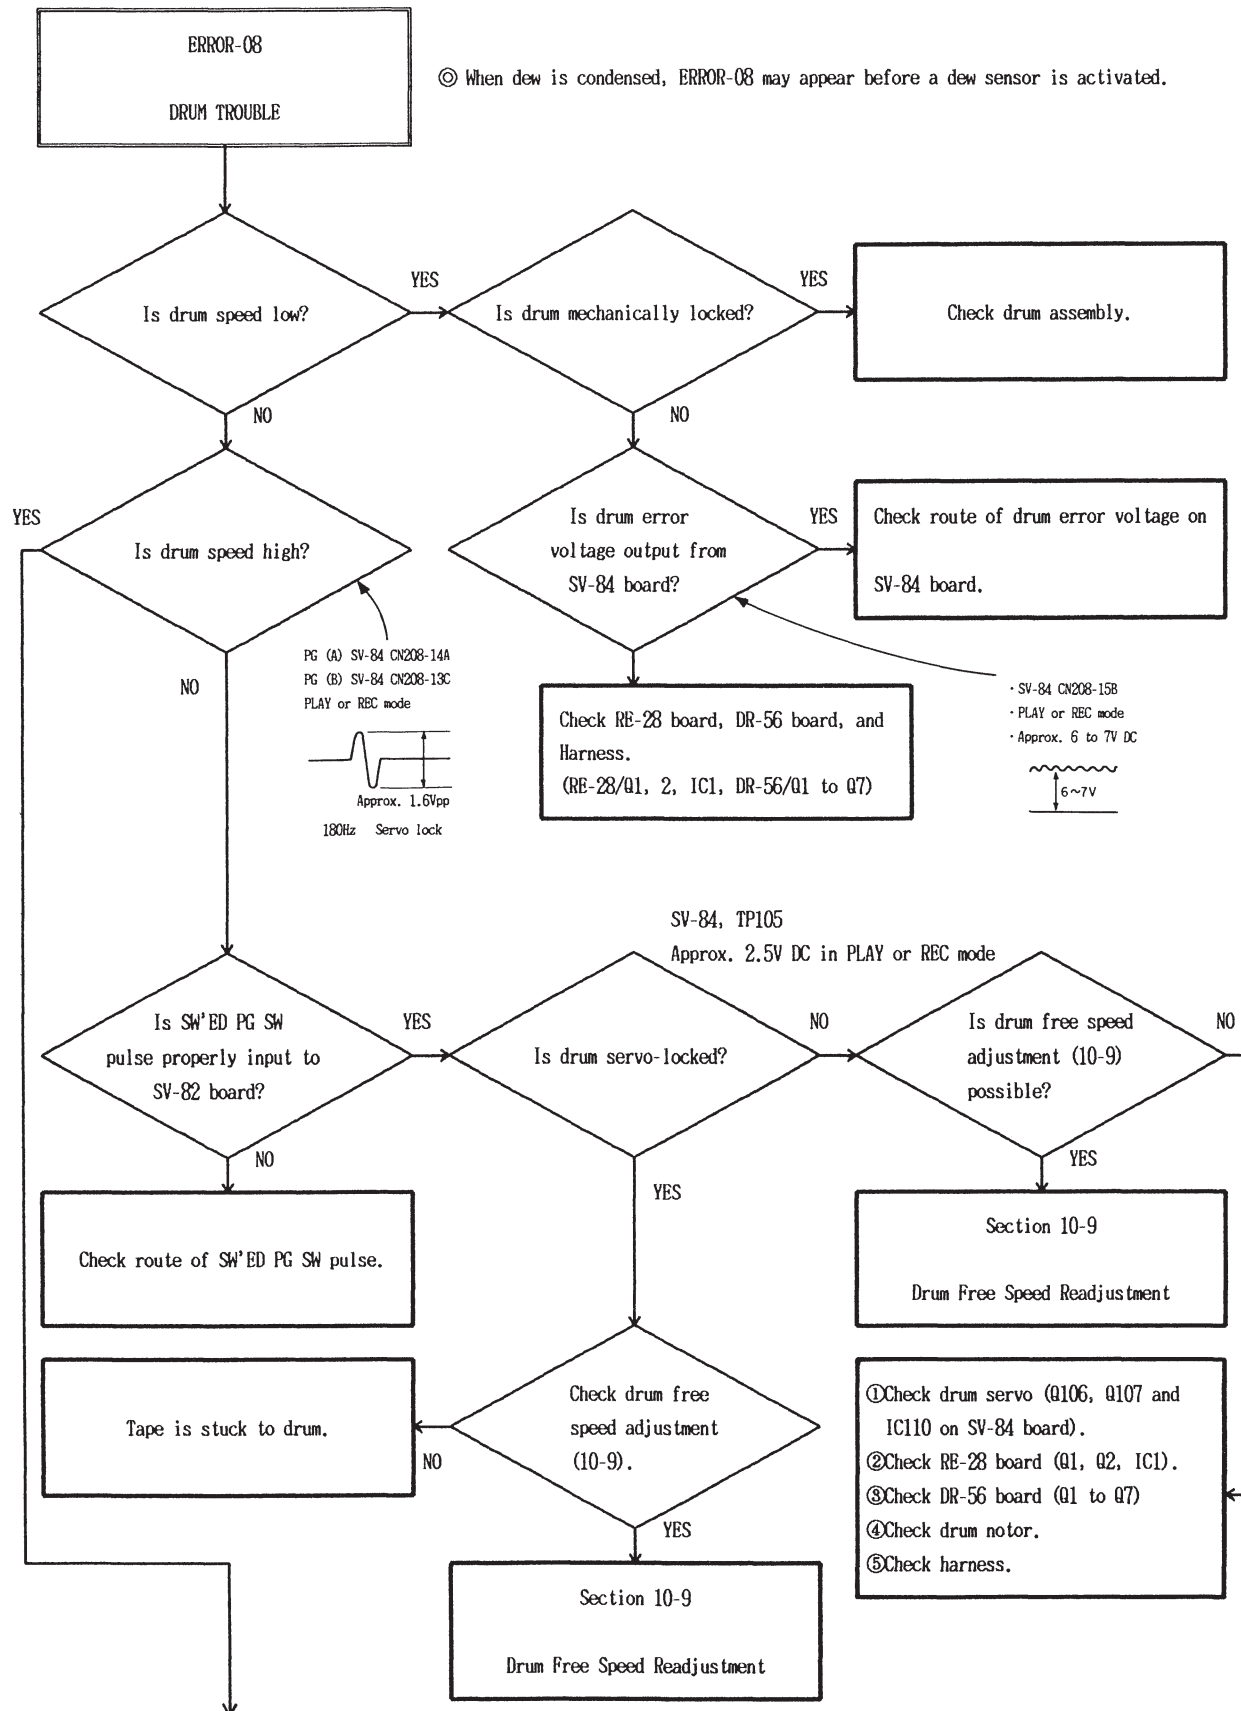 ERROR-08
DRUM TROUBLE
◎ When dew is condensed, ERROR-08 may appear before a dew sensor is activated.
Is drum speed low?
YES
NO
Is drum mechanically locked?
YES
NO
Check drum assembly.
Is drum speed high?
YES
NO
PG (A) SV-84 CN208-14A
PG (B) SV-84 CN208-13C
PLAY or REC mode
Approx. 1.6Vpp
180Hz Servo lock
Is drum error
voltage output from
SV-84 board?
YES
Check route of drum error voltage on
SV-84 board.
Check RE-28 board, DR-56 board, and
Harness.
(RE-28/Q1, 2, IC1, DR-56/Q1 to Q7)
・SV-84 CN208-15B
・PLAY or REC mode
・Approx. 6 to 7V DC
6~7V
SV-84, TP105
Approx. 2.5V DC in PLAY or REC mode
Is SW'ED PG SW
pulse properly input to
SV-82 board?
YES
NO
Is drum servo-locked?
NO
YES
Is drum free speed
adjustment (10-9)
possible?
NO
YES
Check route of SW'ED PG SW pulse.
Section 10-9
Drum Free Speed Readjustment
Tape is stuck to drum.
Check drum free
speed adjustment
(10-9).
NO
YES
①Check drum servo (Q106, Q107 and
IC110 on SV-84 board).
②Check RE-28 board (Q1, Q2, IC1).
③Check DR-56 board (Q1 to Q7)
④Check drum notor.
⑤Check harness.
Section 10-9
Drum Free Speed Readjustment